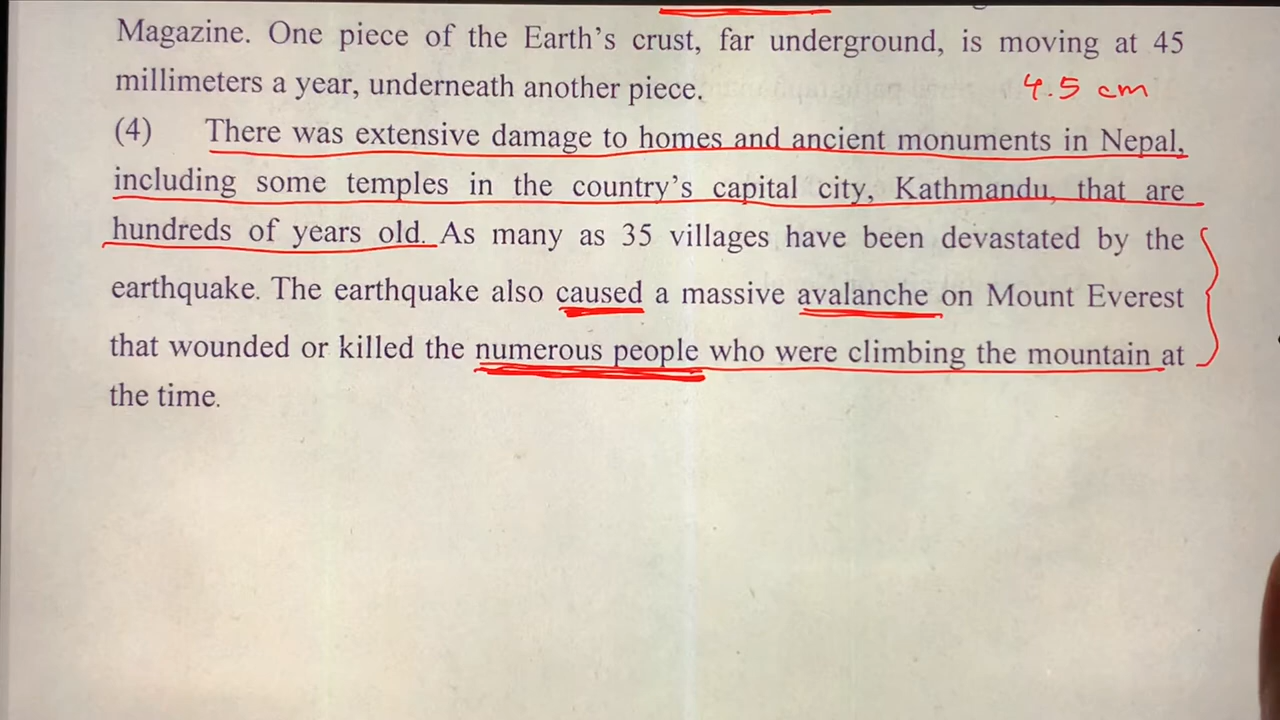 Magazine. One piece of the Earth's crust, far underground, is moving at 45
millimeters a year, underneath another piece.
4.5 cm
(4) There was extensive damage to homes and ancient monuments in Nepal,
including some temples in the country's capital city, Kathmandu, that are
hundreds of years old. As many as 35 villages have been devastated by the
earthquake. The earthquake also caused a massive avalanche on Mount Everest
that wounded or killed the numerous people who were climbing the mountain at
the time.